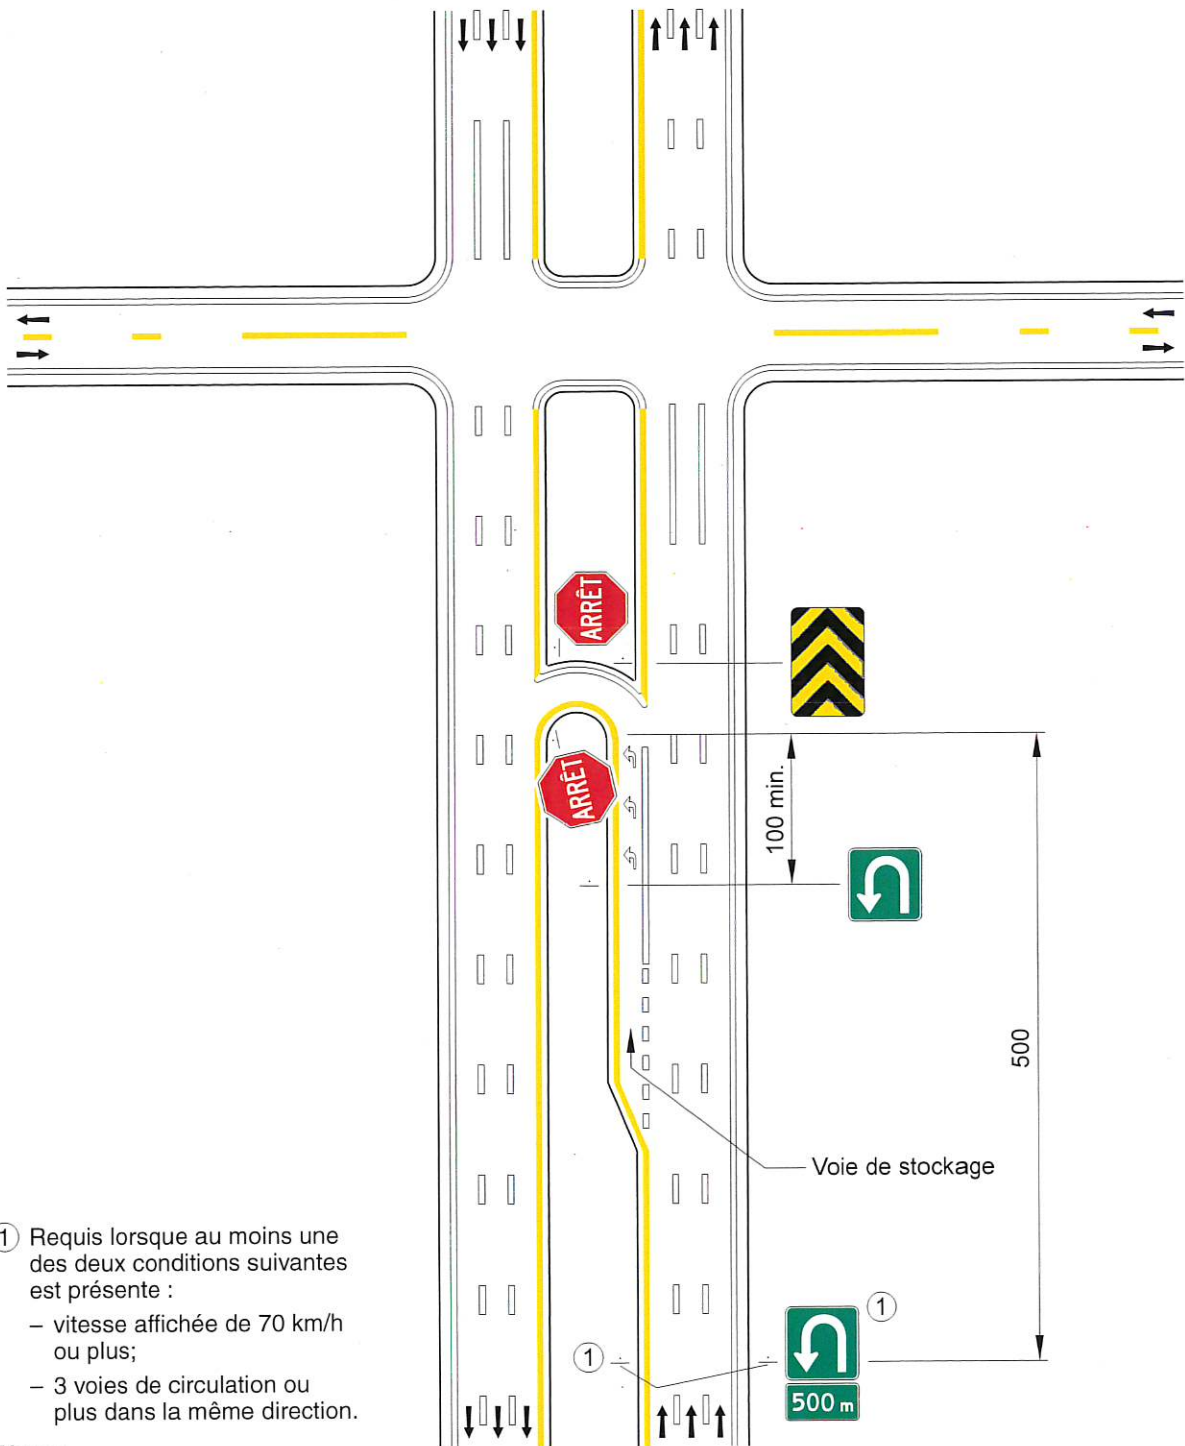 ARRÊT
ARRÊT
100 min.
500
Voie de stockage
① Requis lorsque au moins une
des deux conditions suivantes
est présente :
– vitesse affichée de 70 km/h
ou plus;
– 3 voies de circulation ou
plus dans la même direction.
①
①
500 m